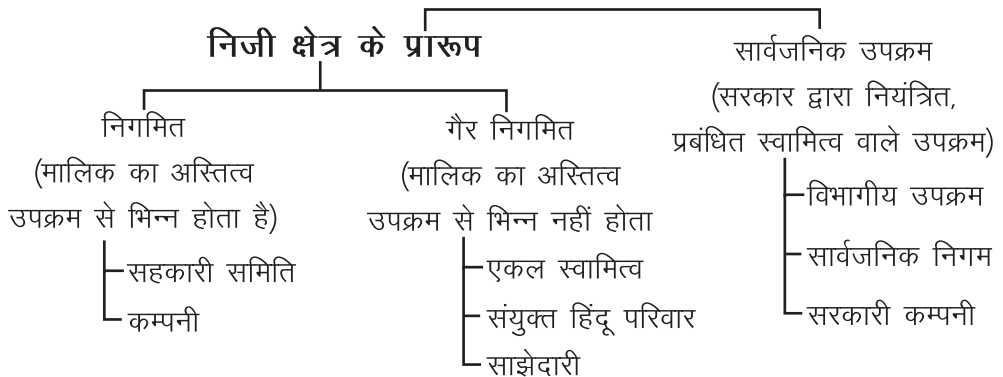 निजी क्षेत्र के प्रारूप
निगमित
(मालिक का अस्तित्व
उपक्रम से भिन्न होता है)
सहकारी समिति
कम्पनी
गैर निगमित
(मालिक का अस्तित्व
उपक्रम से भिन्न नहीं होता
एकल स्वामित्व
संयुक्त हिंदू परिवार
साझेदारी
सार्वजनिक उपक्रम
(सरकार द्वारा नियंत्रित,
प्रबंधित स्वामित्व वाले उपक्रम)
विभागीय उपक्रम
सार्वजनिक निगम
सरकारी कम्पनी